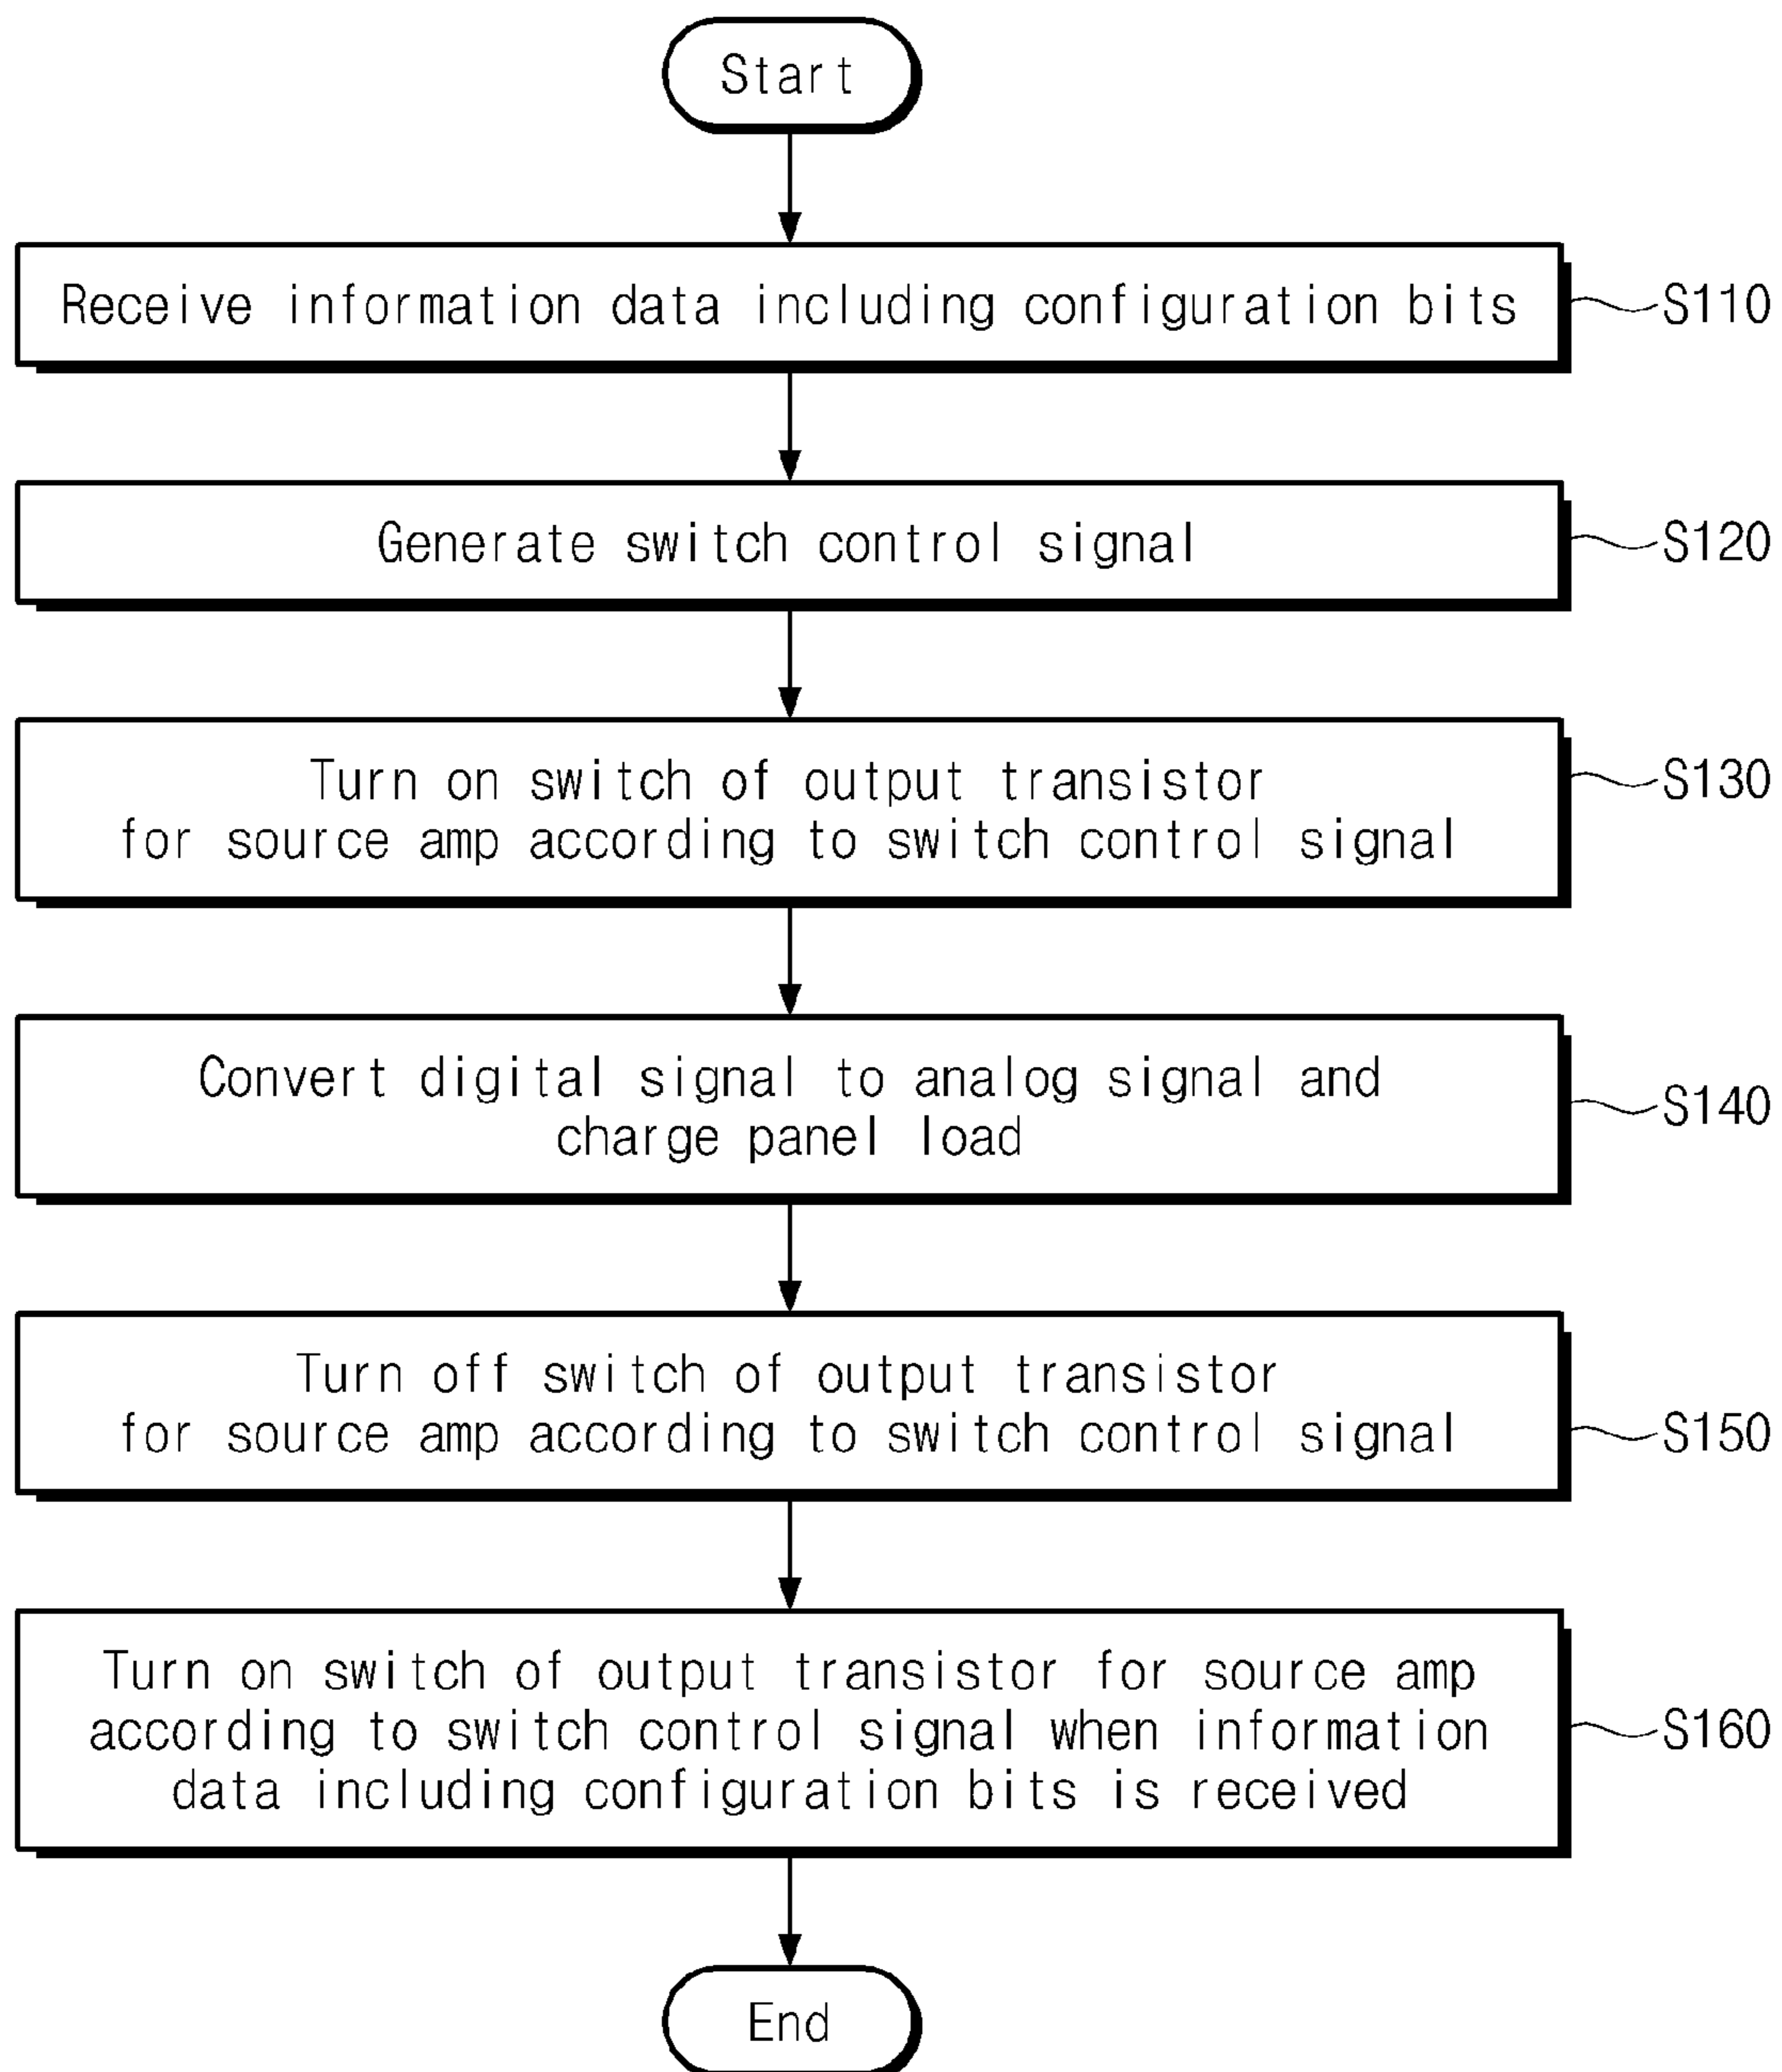 Start
Receive information data including configuration bits
S110
Generate switch control signal
S120
Turn on switch of output transistor
for source amp according to switch control signal
S130
Convert digital signal to analog signal and
charge panel load
S140
Turn off switch of output transistor
for source amp according to switch control signal
S150
Turn on switch of output transistor for source amp
according to switch control signal when information
data including configuration bits is received
S160
End